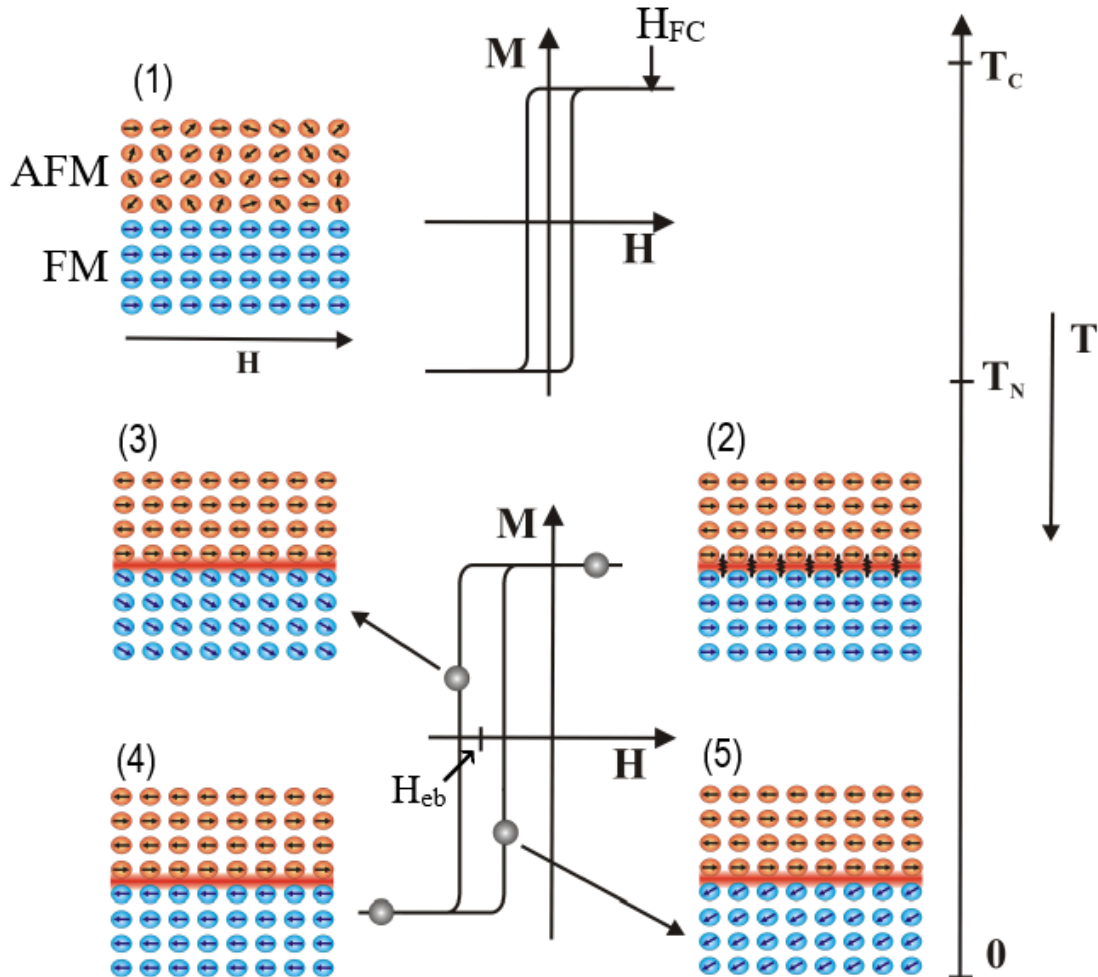 H_FC
M
T_C
(1)
AFM
H
FM
H
T
T_N
(3)
(2)
M
H
(4)
(5)
H_eb
0